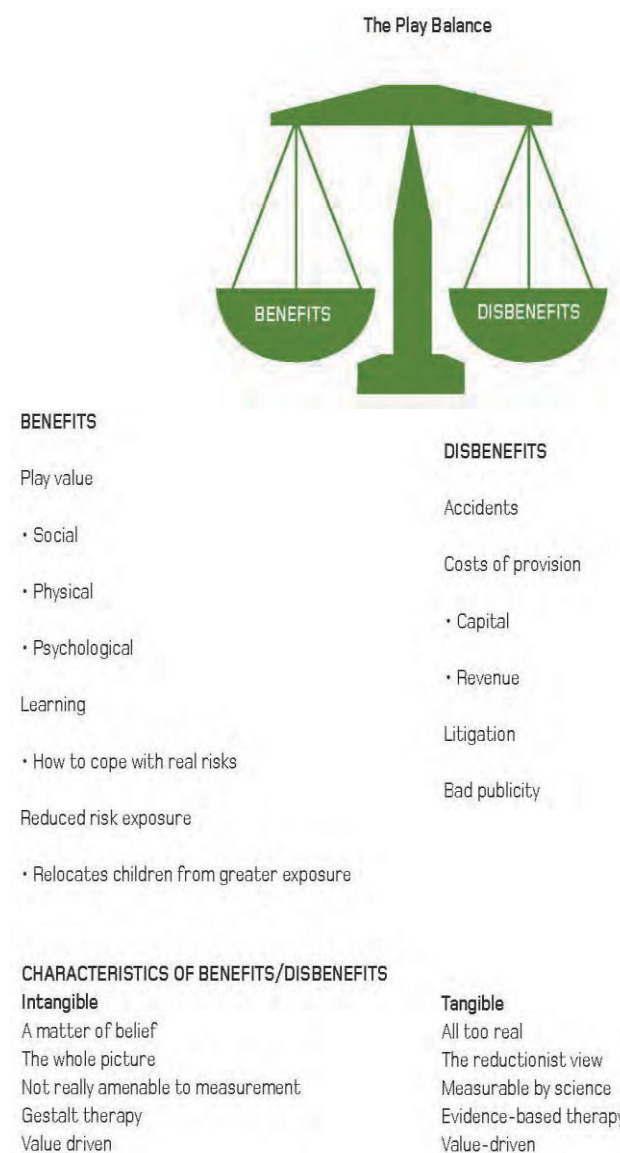 The Play Balance
BENEFITS
DISBENEFITS
BENEFITS
Play value
• Social
• Physical
• Psychological
Learning
• How to cope with real risks
Reduced risk exposure
• Relocates children from greater exposure
DISBENEFITS
Accidents
Costs of provision
• Capital
• Revenue
Litigation
Bad publicity
CHARACTERISTICS OF BENEFITS/DISBENEFITS
Intangible
A matter of belief
The whole picture
Not really amenable to measurement
Gestalt therapy
Value driven
Tangible
All too real
The reductionist view
Measurable by science
Evidence-based therapy
Value-driven